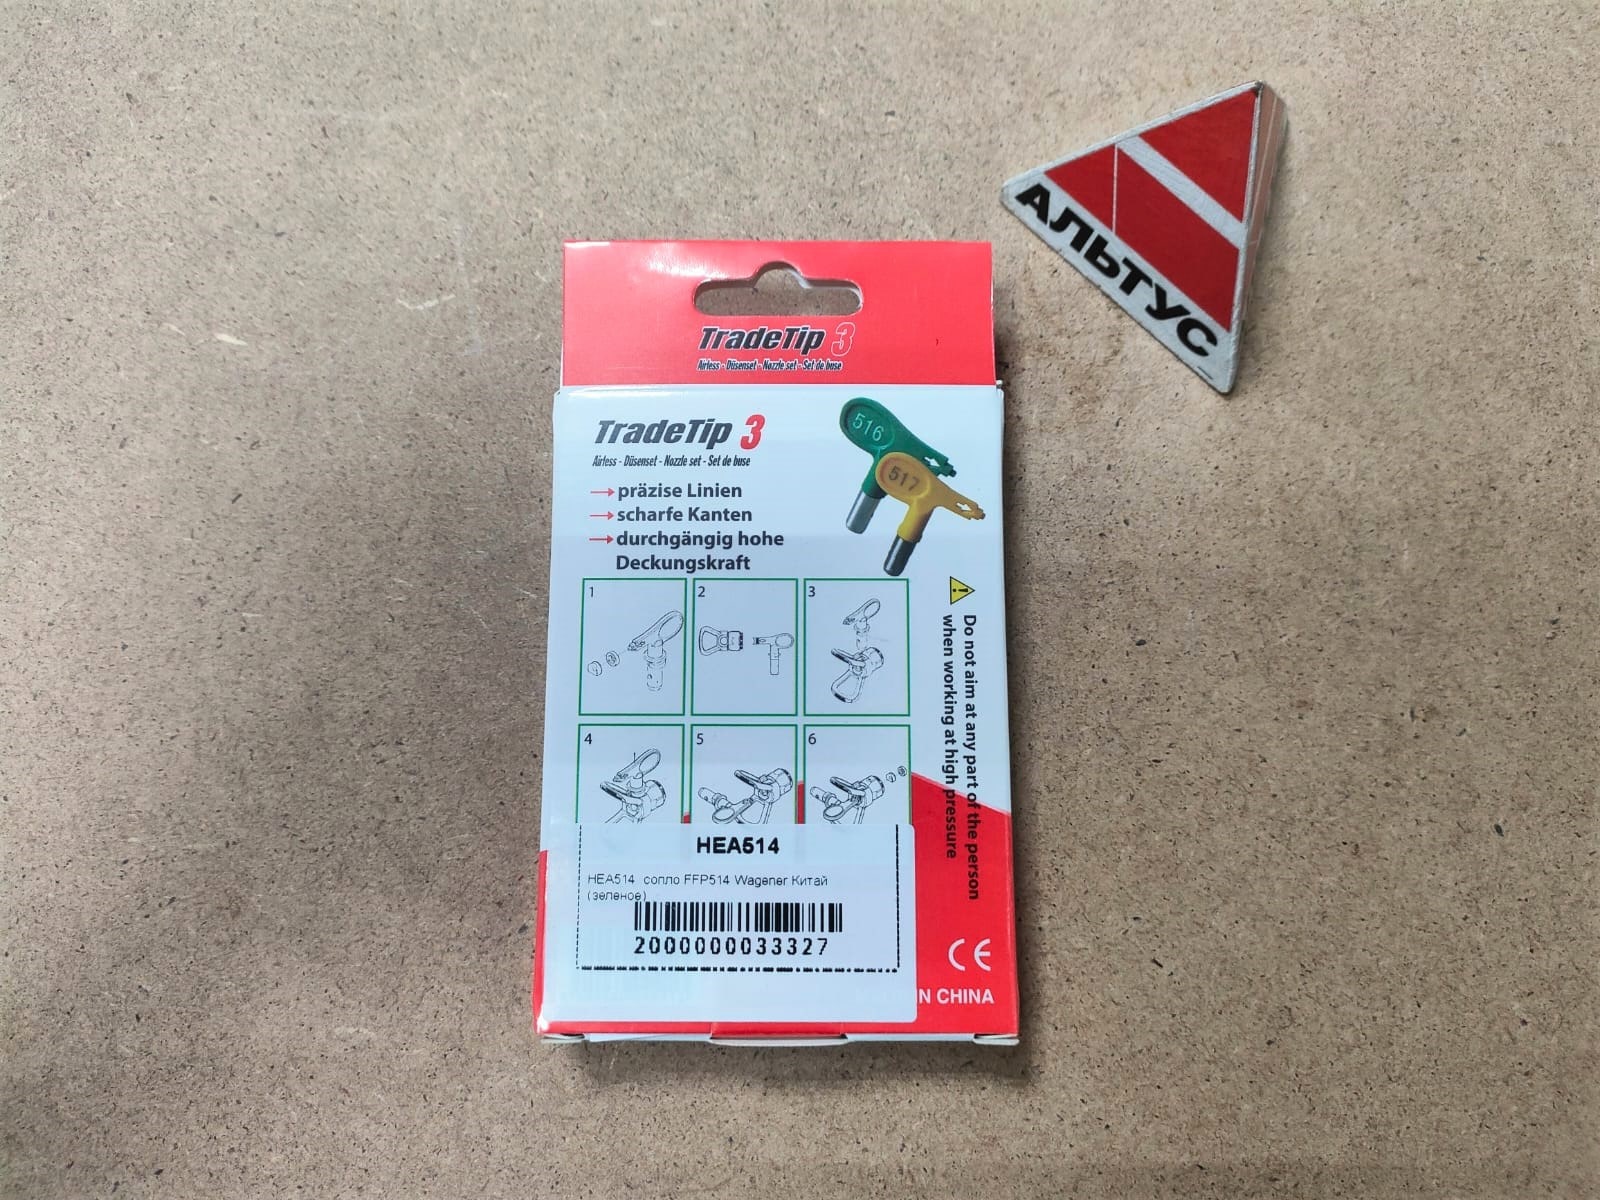 АЛЬТУС
TradeTip 3
Airless - Düsenset - Nozzle set - Set de buse
TradeTip 3
Airless - Düsenset - Nozzle set - Set de buse
516
517
präzise Linien
scharfe Kanten
durchgängig hohe
Deckungskraft
1
2
3
4
5
6
Do not aim at any part of the person
when working at high pressure
HEA514
HEA514 сопло FFP514 Wagener Китай
(зеленое)
2000000033327
CE
IN CHINA